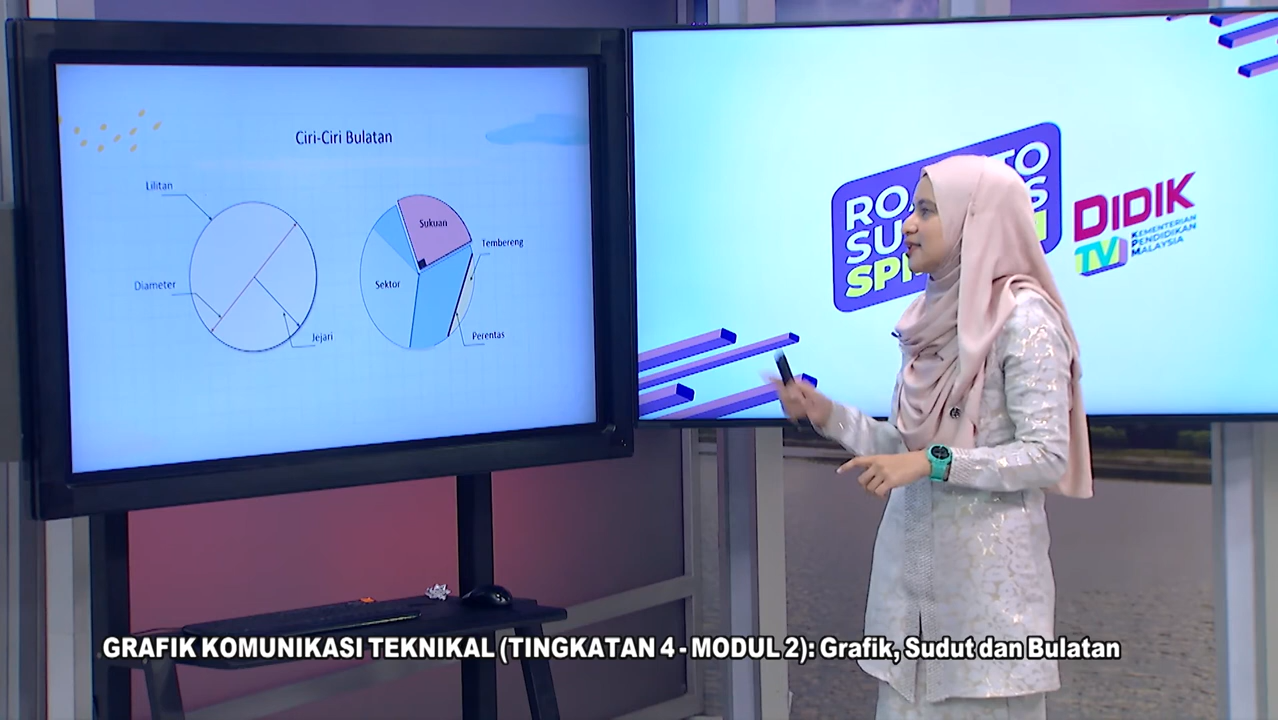 Ciri-Ciri Bulatan
Lilitan
Diameter
Jejari
Sukuan
Tembereng
Sektor
Perentas
DIDIK
TV
KEMENTERIAN
PENDIDIKAN
MALAYSIA
GRAFIK KOMUNIKASI TEKNIKAL (TINGKATAN 4 - MODUL 2): Grafik, Sudut dan Bulatan